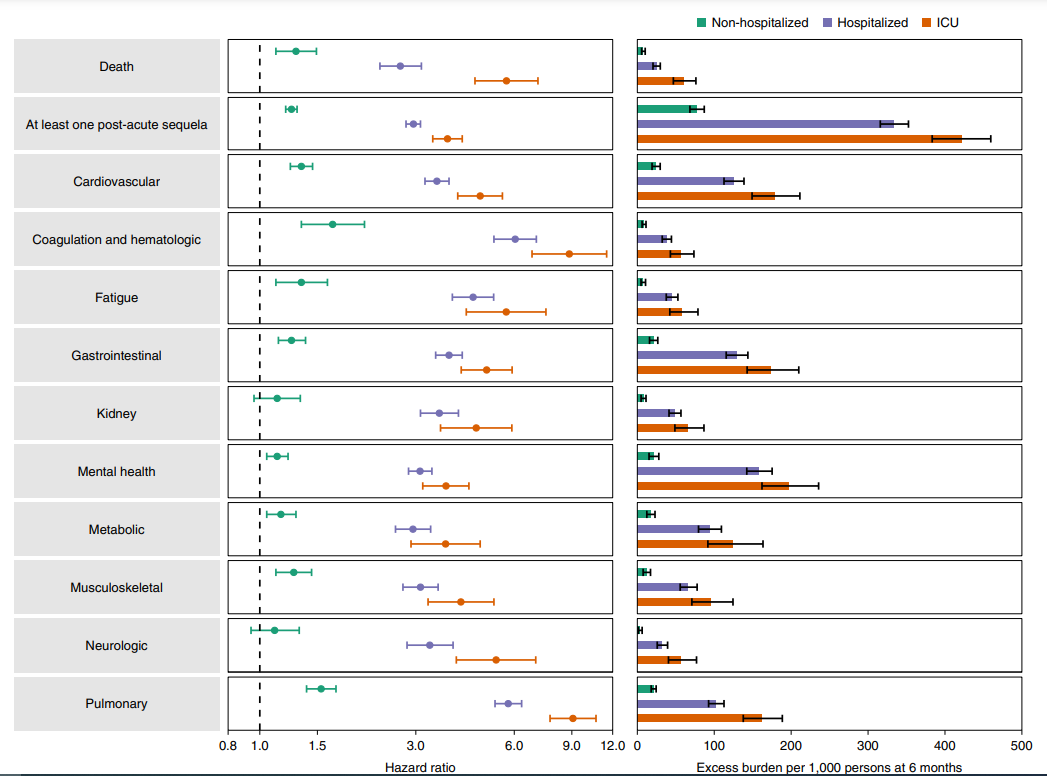 Non-hospitalized Hospitalized ICU
Death
At least one post-acute sequela
Cardiovascular
Coagulation and hematologic
Fatigue
Gastrointestinal
Kidney
Mental health
Metabolic
Musculoskeletal
Neurologic
Pulmonary
0.8 1.0 1.5 3.0 6.0 9.0 12.0 0 100 200 300 400 500
Hazard ratio Excess burden per 1,000 persons at 6 months